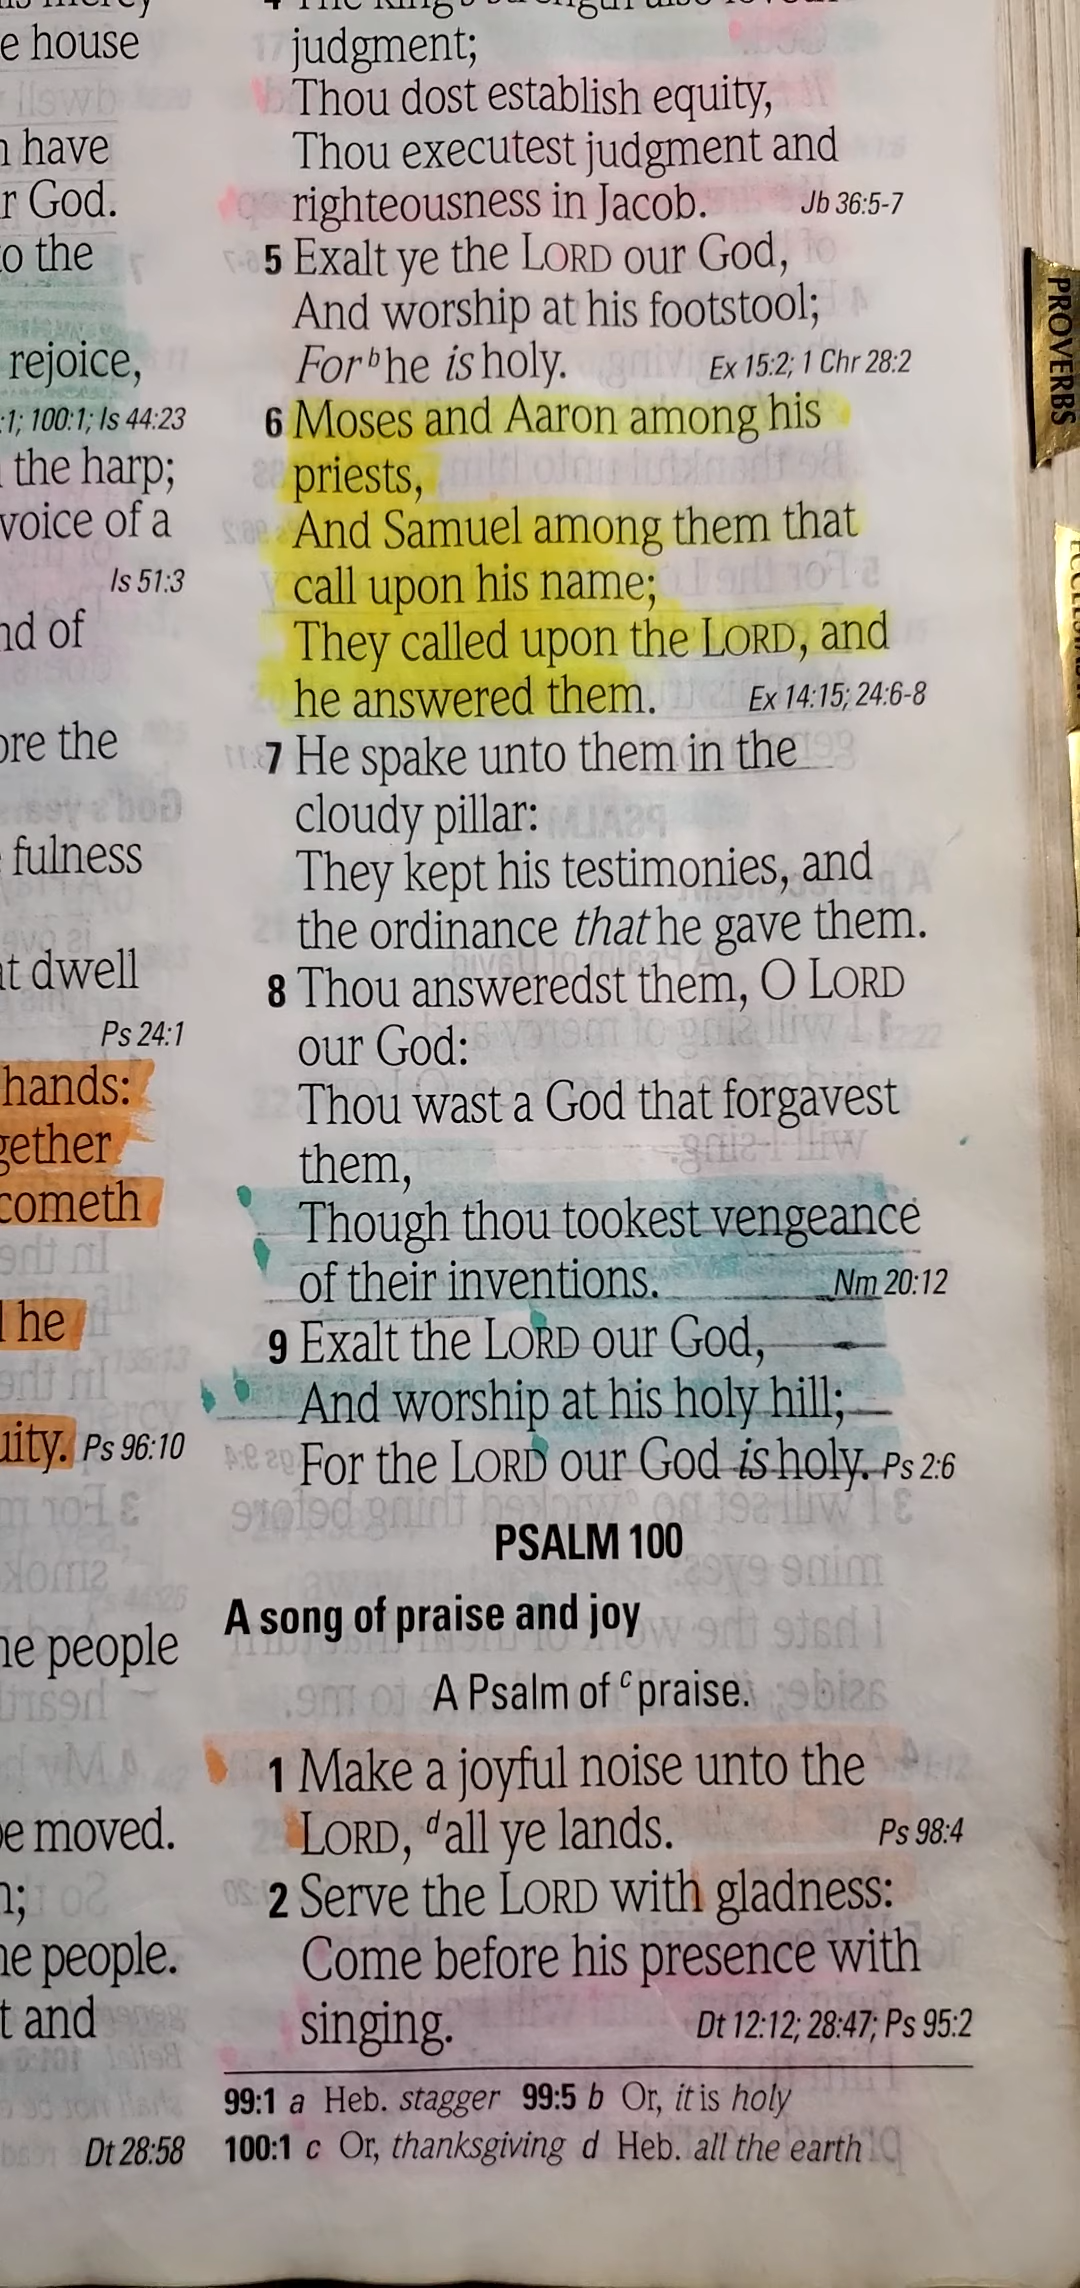 e house
have
r God.
o the
rejoice,
:1; 100:1; Is 44:23
the harp;
voice of a
Is 51:3
nd of
ore the
fulness
at dwell
Ps 24:1
hands:
gether
cometh
he
uity. Ps 96:10
he people
be moved.
he people.
t and
Dt 28:58
judgment;
Thou dost establish equity,
Thou executest judgment and
righteousness in Jacob. Jb 36:5-7
5 Exalt ye the LORD our God,
And worship at his footstool;
For b he is holy. Ex 15:2; 1 Chr 28:2
6 Moses and Aaron among his
priests,
And Samuel among them that
call upon his name;
They called upon the LORD, and
he answered them. Ex 14:15; 24:6-8
7 He spake unto them in the
cloudy pillar:
They kept his testimonies, and
the ordinance that he gave them.
8 Thou answeredst them, O LORD
our God:
Thou wast a God that forgavest
them,
Though thou tookest vengeance
of their inventions. Nm 20:12
9 Exalt the LORD our God,
And worship at his holy hill;
For the LORD our God is holy. Ps 2:6
PSALM 100
A song of praise and joy
A Psalm of c praise.
1 Make a joyful noise unto the
LORD, d all ye lands. Ps 98:4
2 Serve the LORD with gladness:
Come before his presence with
singing. Dt 12:12; 28:47; Ps 95:2
99:1 a Heb. stagger 99:5 b Or, it is holy
100:1 c Or, thanksgiving d Heb. all the earth
PROVERBS